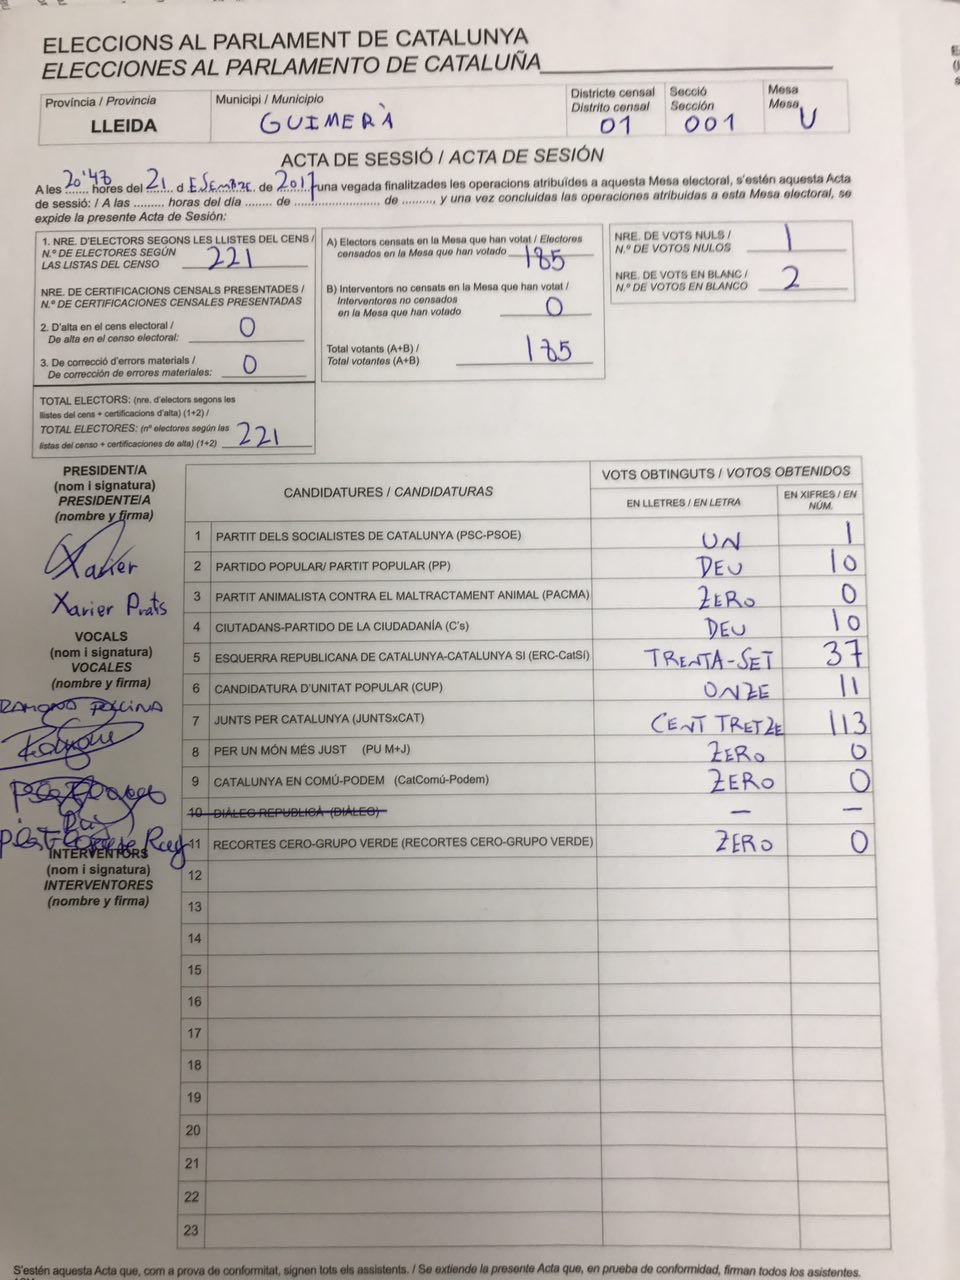 ELECCIONS AL PARLAMENT DE CATALUNYA
ELECCIONES AL PARLAMENTO DE CATALUÑA
Província / Provincia
LLEIDA
Municipi / Municipio
GUIMERÀ
Districte censal
Distrito censal
01
Secció
Sección
001
Mesa
Mesa
U
ACTA DE SESSIÓ / ACTA DE SESIÓN
A les 20'48 hores del 21 d ESEMBRE de 2017 una vegada finalitzades les operacions atribuïdes a aquesta Mesa electoral, s'estén aquesta Acta
de sessió: / A las ......... horas del día ........ de .................... de ........, y una vez concluidas las operaciones atribuidas a esta Mesa electoral, se
expide la presente Acta de Sesión:
1. NRE. D'ELECTORS SEGONS LES LLISTES DEL CENS /
N.º DE ELECTORES SEGÚN
LAS LISTAS DEL CENSO 221
NRE. DE CERTIFICACIONS CENSALS PRESENTADES /
N.º DE CERTIFICACIONES CENSALES PRESENTADAS
2. D'alta en el cens electoral /
De alta en el censo electoral: 0
3. De correcció d'errors materials /
De corrección de errores materiales: 0
TOTAL ELECTORS: (nre. d'electors segons les
llistes del cens + certificacions d'alta) (1+2) /
TOTAL ELECTORES: (nº electores según las
listas del censo + certificaciones de alta) (1+2) 221
A) Electors censats en la Mesa que han votat / Electores
censados en la Mesa que han votado 185
B) Interventors no censats en la Mesa que han votat /
Interventores no censados
en la Mesa que han votado 0
Total votants (A+B) /
Total votantes (A+B) 185
NRE. DE VOTS NULS /
N.º DE VOTOS NULOS 1
NRE. DE VOTS EN BLANC /
N.º DE VOTOS EN BLANCO 2
PRESIDENT/A
(nom i signatura)
PRESIDENTE/A
(nombre y firma)
Xavier
Xavier Prats
VOCALS
(nom i signatura)
VOCALES
(nombre y firma)
INTERVENTORS
(nom i signatura)
INTERVENTORES
(nombre y firma)
CANDIDATURES / CANDIDATURAS
VOTS OBTINGUTS / VOTOS OBTENIDOS
EN LLETRES / EN LETRA
EN XIFRES / EN
NÚM.
1 PARTIT DELS SOCIALISTES DE CATALUNYA (PSC-PSOE) UN 1
2 PARTIDO POPULAR/ PARTIT POPULAR (PP) DEU 10
3 PARTIT ANIMALISTA CONTRA EL MALTRACTAMENT ANIMAL (PACMA) ZERO 0
4 CIUTADANS-PARTIDO DE LA CIUDADANÍA (C's) DEU 10
5 ESQUERRA REPUBLICANA DE CATALUNYA-CATALUNYA SÍ (ERC-CatSí) TRENTA-SET 37
6 CANDIDATURA D'UNITAT POPULAR (CUP) ONZE 11
7 JUNTS PER CATALUNYA (JUNTSxCAT) CENT TRETZE 113
8 PER UN MÓN MÉS JUST (PU M+J) ZERO 0
9 CATALUNYA EN COMÚ-PODEM (CatComú-Podem) ZERO 0
10 DIÀLEG REPUBLICÀ (DIÀLEG) — —
11 RECORTES CERO-GRUPO VERDE (RECORTES CERO-GRUPO VERDE) ZERO 0
12
13
14
15
16
17
18
19
20
21
22
23
S'estén aquesta Acta que, com a prova de conformitat, signen tots els assistents. / Se extiende la presente Acta que, en prueba de conformidad, firman todos los asistentes.